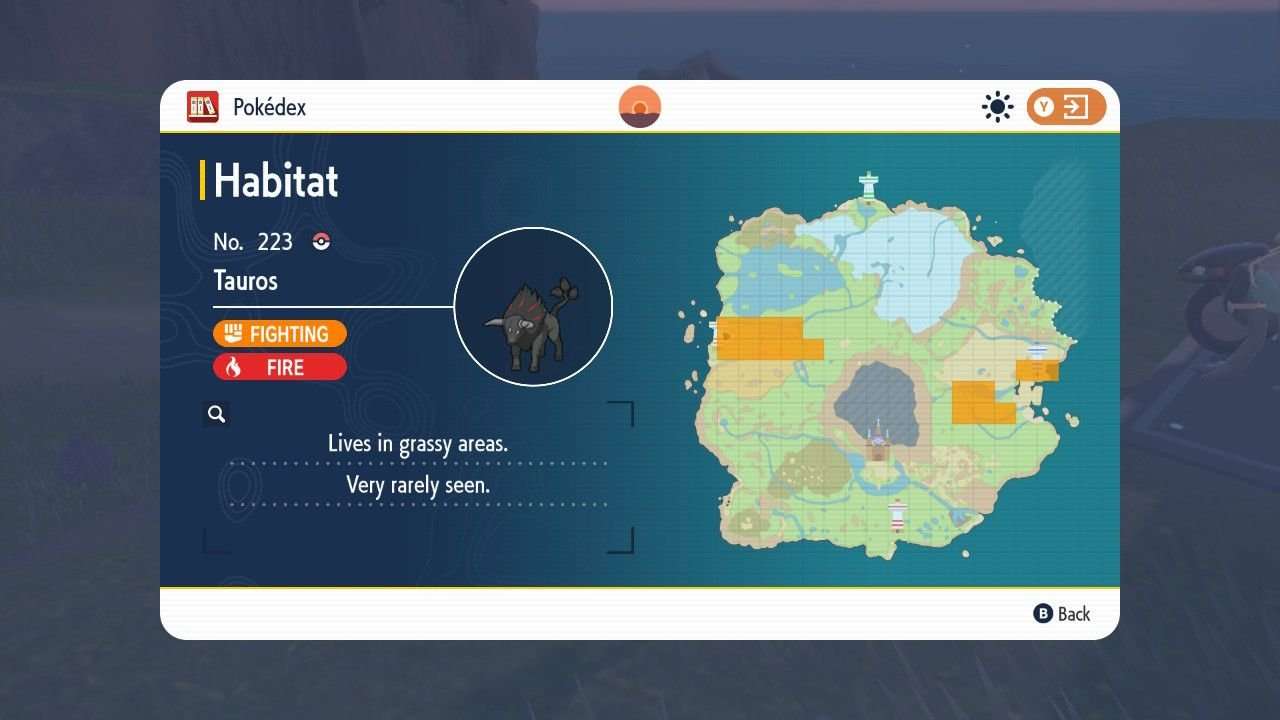 Pokédex
Y
Habitat
No. 223
Tauros
FIGHTING
FIRE
Lives in grassy areas.
Very rarely seen.
B Back